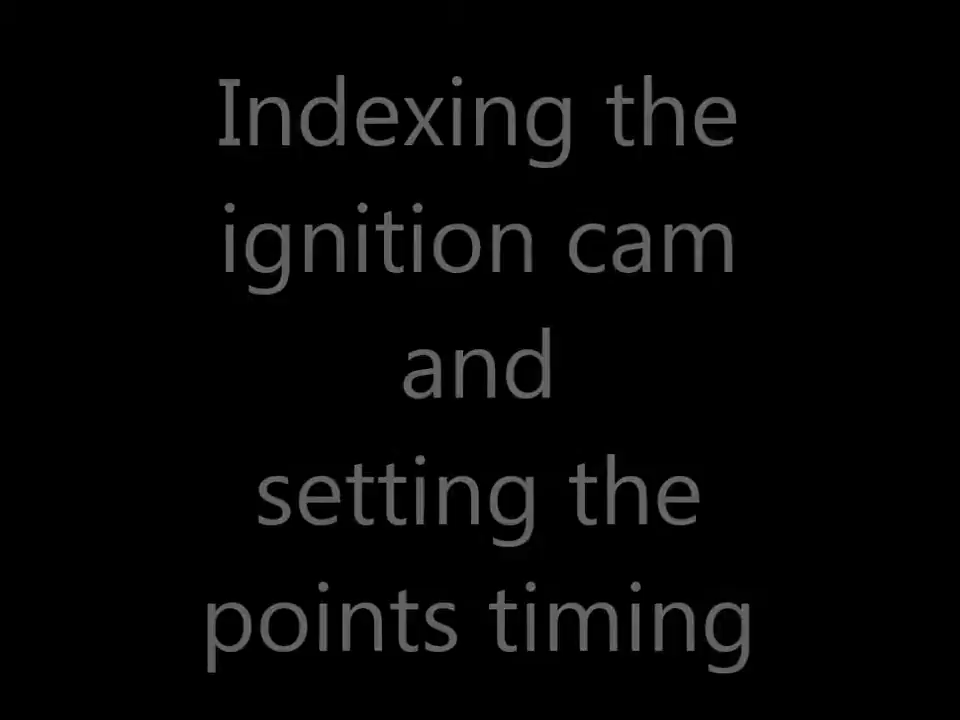 Indexing the
ignition cam
and
setting the
points timing